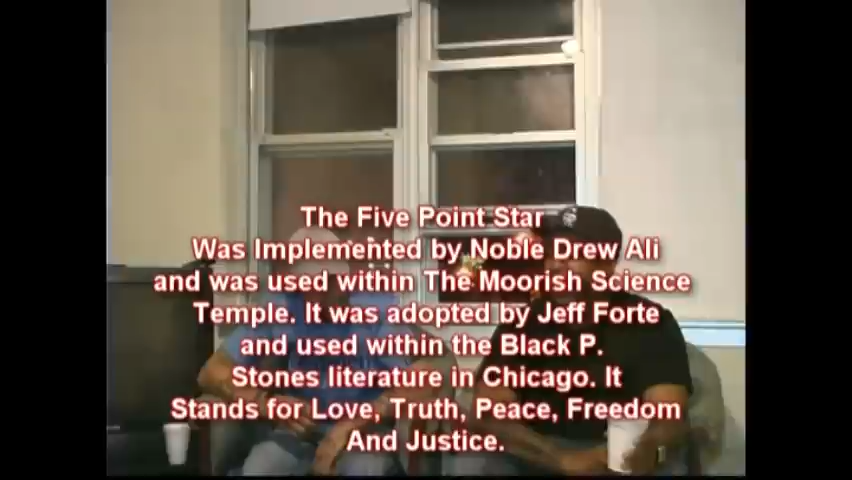 The Five Point Star
Was Implemented by Noble Drew Ali
and was used within The Moorish Science
Temple. It was adopted by Jeff Forte
and used within the Black P.
Stones literature in Chicago. It
Stands for Love, Truth, Peace, Freedom
And Justice.